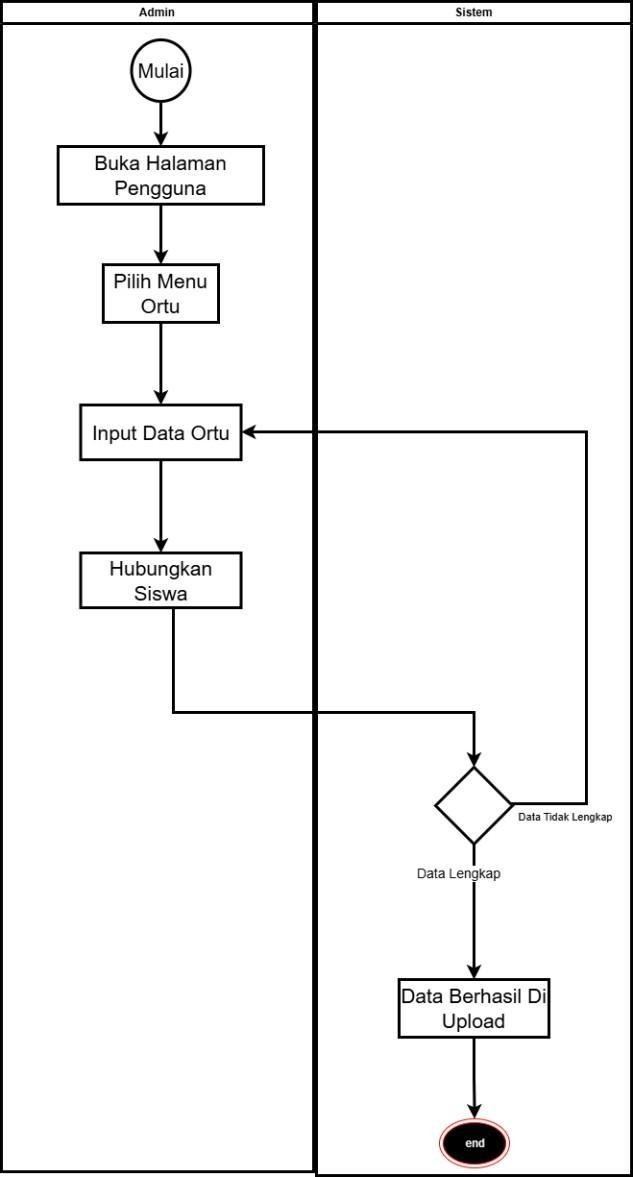 Admin
Sistem
Mulai
Buka Halaman
Pengguna
Pilih Menu
Ortu
Input Data Ortu
Hubungkan
Siswa
Data Tidak Lengkap
Data Lengkap
Data Berhasil Di
Upload
end